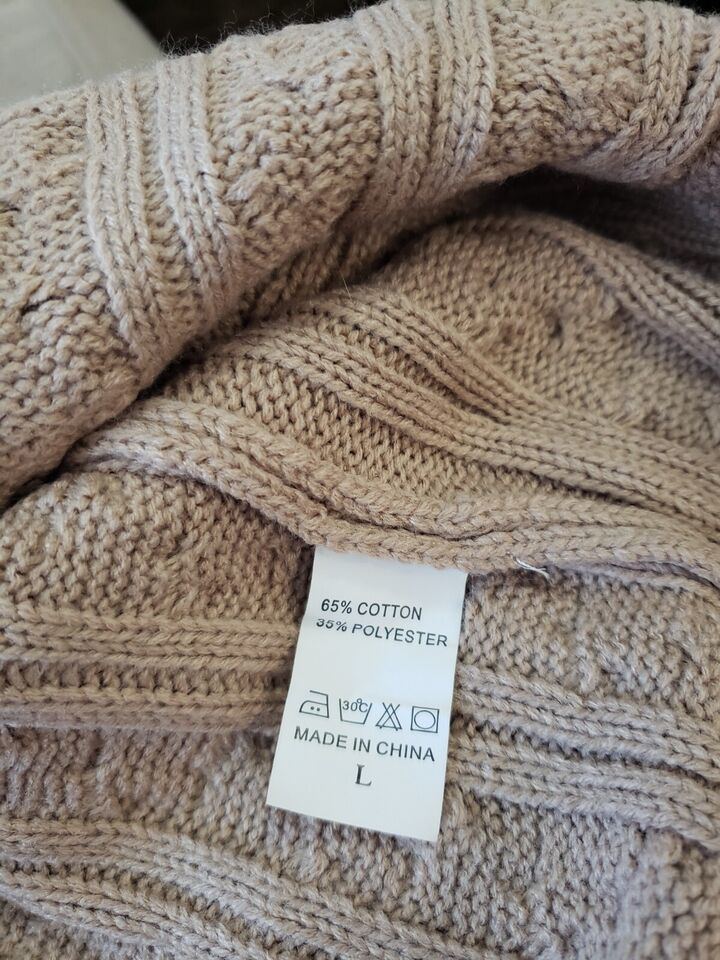 65% COTTON
35% POLYESTER
30℃
MADE IN CHINA
L